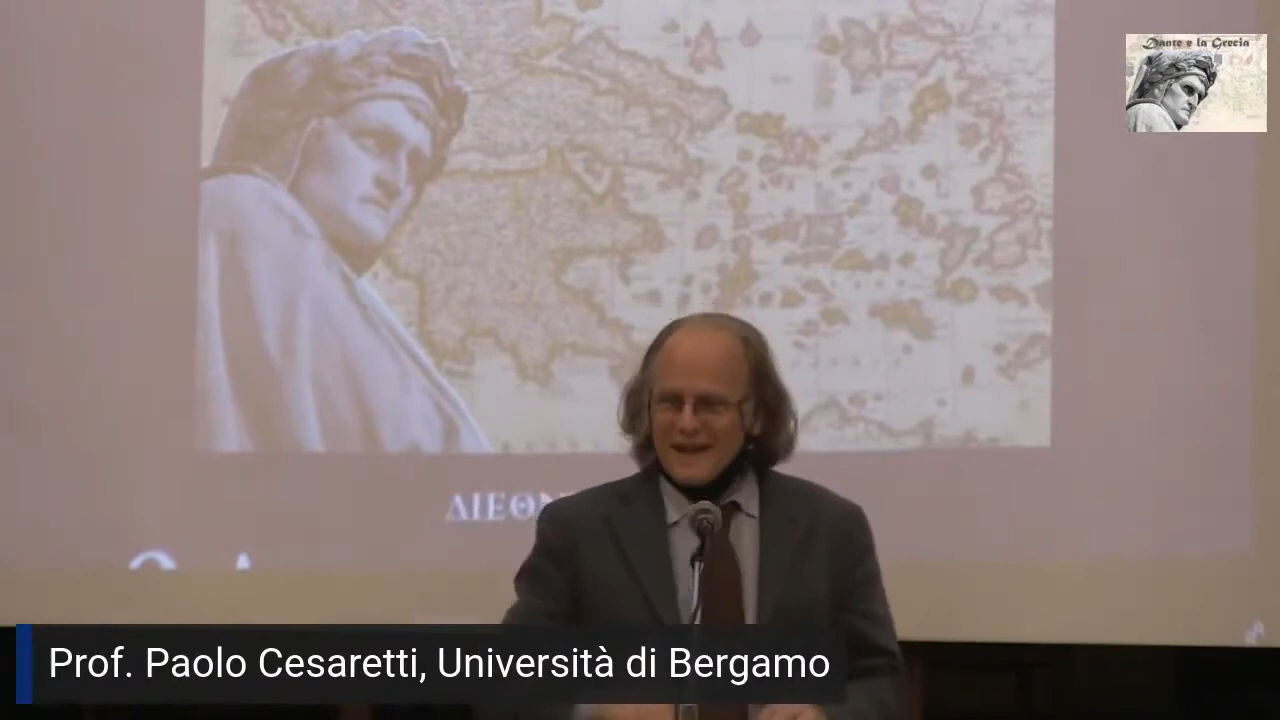 Dante e la Grecia
ΔΙΕΘΝ
Prof. Paolo Cesaretti, Università di Bergamo